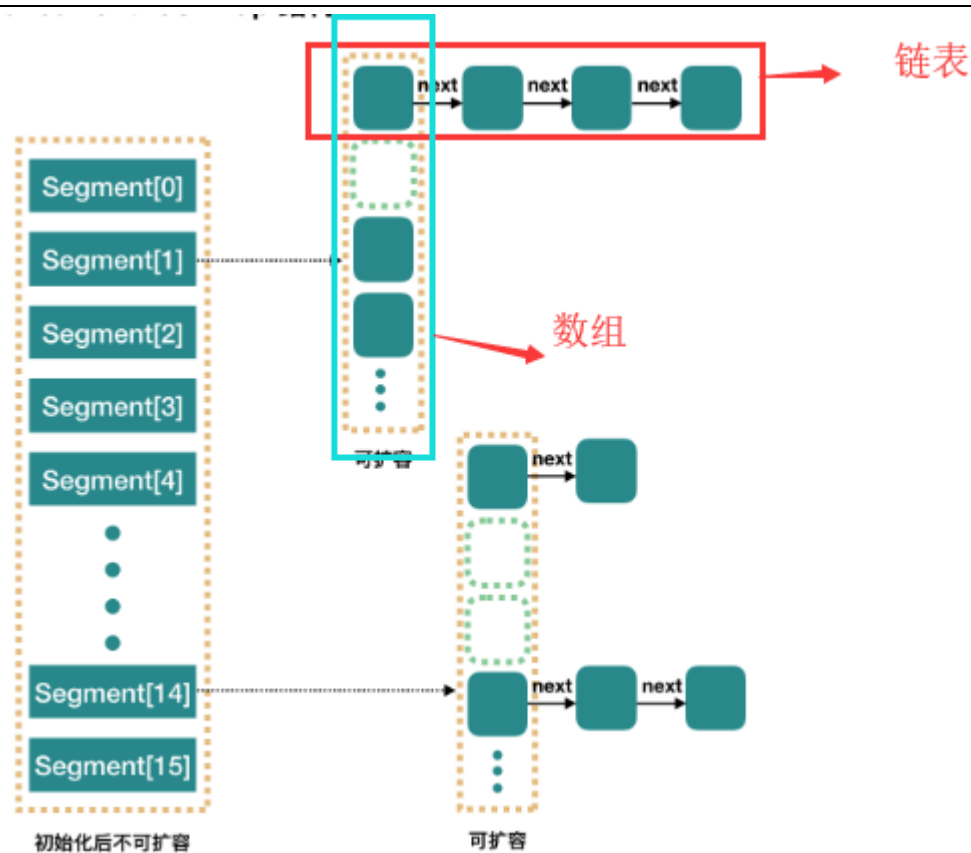 next next next
链表
Segment[0]
Segment[1]
Segment[2]
Segment[3]
Segment[4]
数组
可扩容
next
Segment[14]
next next
Segment[15]
初始化后不可扩容
可扩容